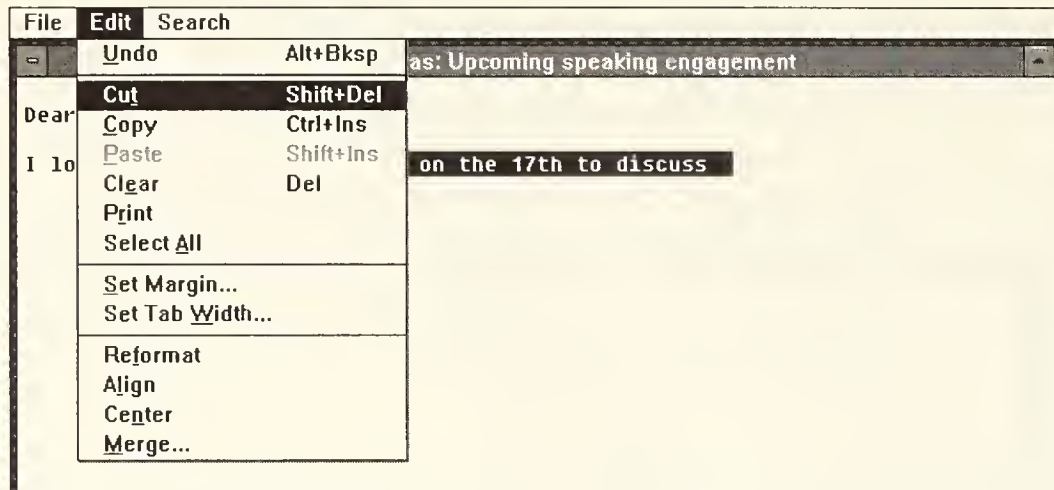 File Edit Search
Undo Alt+Bksp
as: Upcoming speaking engagement
Cut Shift+Del
Dear
Copy Ctrl+Ins
Paste Shift+Ins
I lo on the 17th to discuss
Clear Del
Print
Select All
Set Margin...
Set Tab Width...
Reformat
Align
Center
Merge...